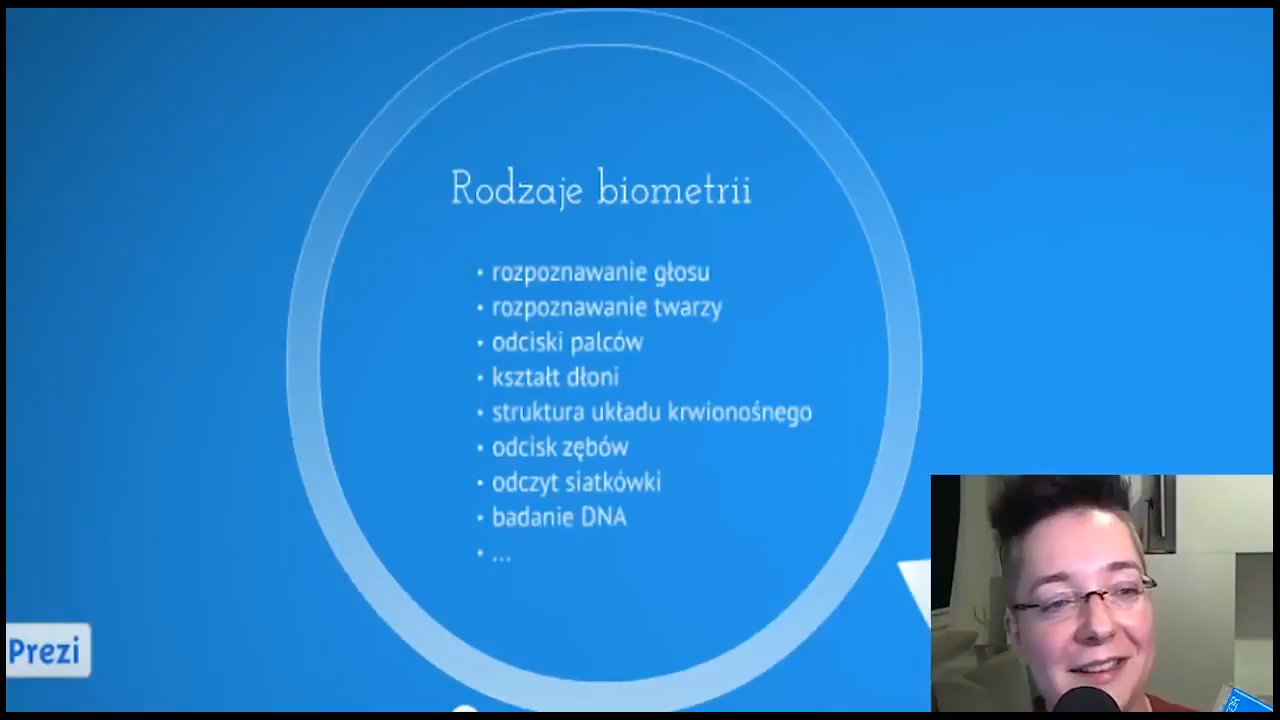 Rodzaje biometrii
• rozpoznawanie głosu
• rozpoznawanie twarzy
• odciski palców
• kształt dłoni
• struktura układu krwionośnego
• odcisk zębów
• odczyt siatkówki
• badanie DNA
• ...
Prezi